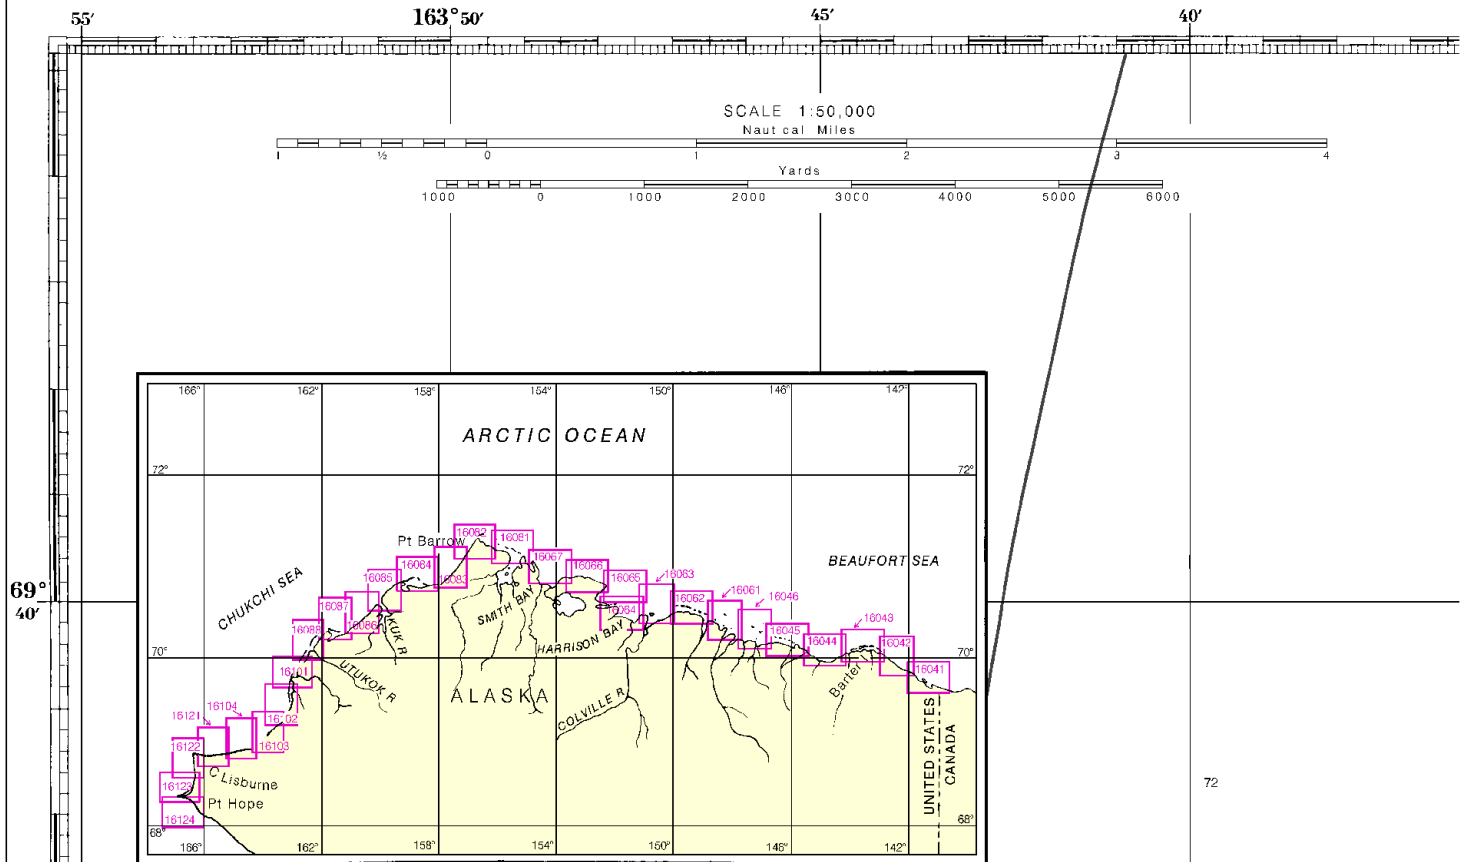 55′ 163° 50′ 45′ 40′
SCALE 1:50,000
Naut cal Miles
1 ½ 0 1 2 3 4
Yards
1000 0 1000 2000 3000 4000 5000 6000
166° 162° 158° 154° 150° 146° 142°
ARCTIC OCEAN
72° 72°
16082
Pt Barrow 16081
16067
BEAUFORT SEA
16084 16066
16085 16083 16065 16063
CHUKCHI SEA
69°
40′
16087 16064 16062 16061 16046
16086 KUK R SMITH BAY
16088 HARRISON BAY 16045 16043
16044 16042
70° 70°
16101 UTUKOK R Barter I 16041
ALASKA
16104 16102 COLVILLE R
16121
16122 16103
C Lisburne
16123
Pt Hope
16124
UNITED STATES
CANADA
72
68° 68°
166° 162° 158° 154° 150° 146° 142°